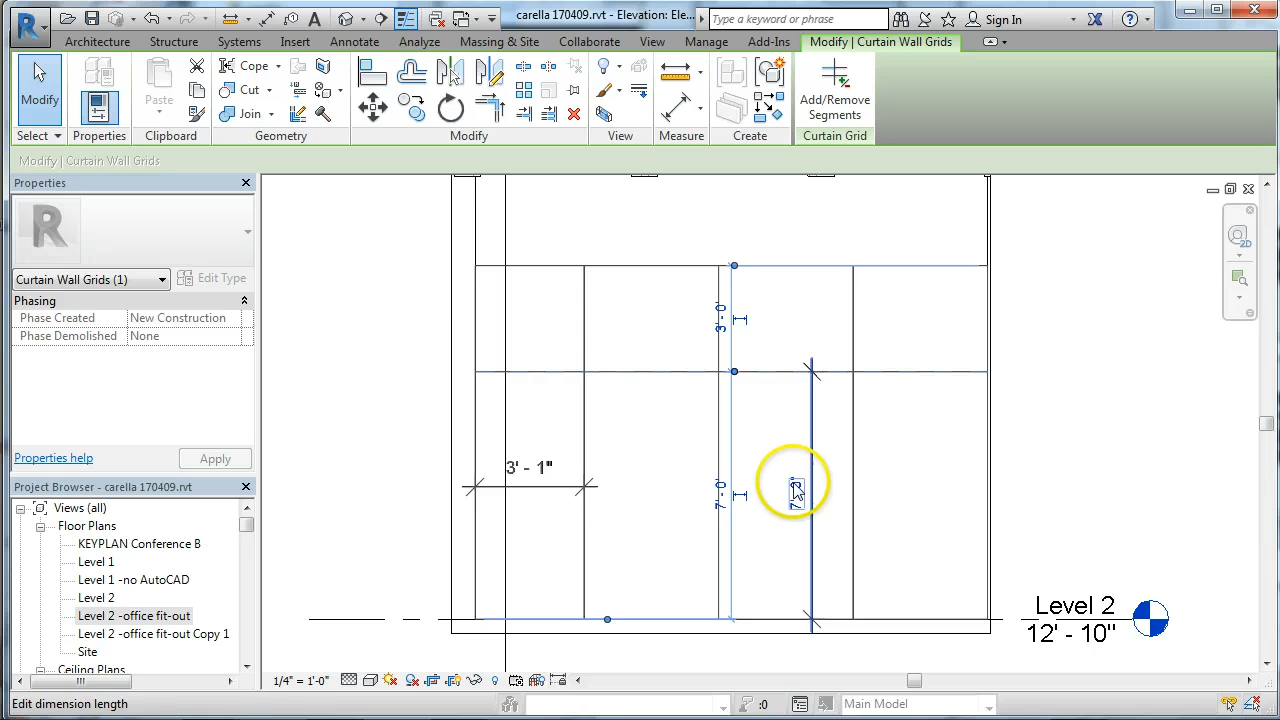 carella 170409.rvt - Elevation: Ele...
Type a keyword or phrase
Sign In
Architecture Structure Systems Insert Annotate Analyze Massing & Site Collaborate View Manage Add-Ins Modify | Curtain Wall Grids
Modify
Paste
Cope
Cut
Join
Add/Remove
Segments
Select Properties Clipboard Geometry Modify View Measure Create Curtain Grid
Modify | Curtain Wall Grids
Properties
R
Curtain Wall Grids (1)
Edit Type
Phasing
Phase Created New Construction
Phase Demolished None
Properties help
Apply
Project Browser - carella 170409.rvt
Views (all)
Floor Plans
KEYPLAN Conference B
Level 1
Level 1 -no AutoCAD
Level 2
Level 2 -office fit-out
Level 2 -office fit-out Copy 1
Site
Ceiling Plans
3' - 0"
3' - 1"
7' - 0"
Level 2
12' - 10"
2D
1/4" = 1'-0"
Edit dimension length
:0
Main Model